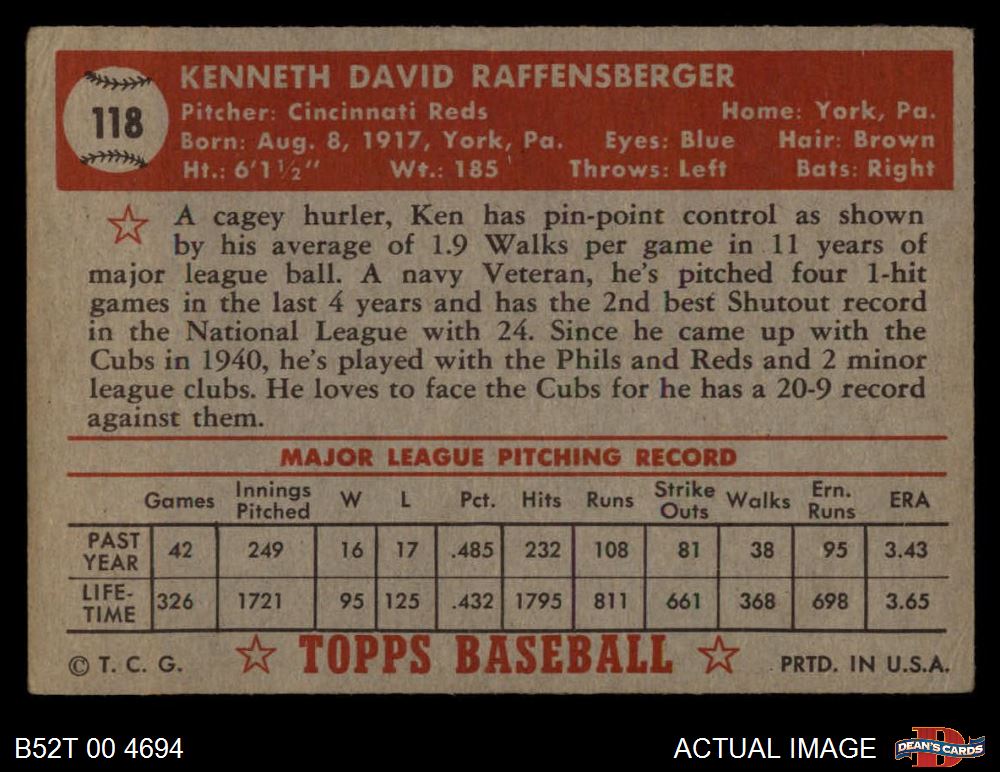 118
KENNETH DAVID RAFFENSBERGER
Pitcher: Cincinnati Reds Home: York, Pa.
Born: Aug. 8, 1917, York, Pa. Eyes: Blue Hair: Brown
Ht.: 6'1½" Wt.: 185 Throws: Left Bats: Right
A cagey hurler, Ken has pin-point control as shown
by his average of 1.9 Walks per game in 11 years of
major league ball. A navy Veteran, he's pitched four 1-hit
games in the last 4 years and has the 2nd best Shutout record
in the National League with 24. Since he came up with the
Cubs in 1940, he's played with the Phils and Reds and 2 minor
league clubs. He loves to face the Cubs for he has a 20-9 record
against them.
MAJOR LEAGUE PITCHING RECORD
Games Innings Pitched W L Pct. Hits Runs Strike Outs Walks Ern. Runs ERA
PAST YEAR 42 249 16 17 .485 232 108 81 38 95 3.43
LIFE-TIME 326 1721 95 125 .432 1795 811 661 368 698 3.65
© T. C. G. TOPPS BASEBALL PRTD. IN U.S.A.
B52T 00 4694 ACTUAL IMAGE D DEAN'S CARDS